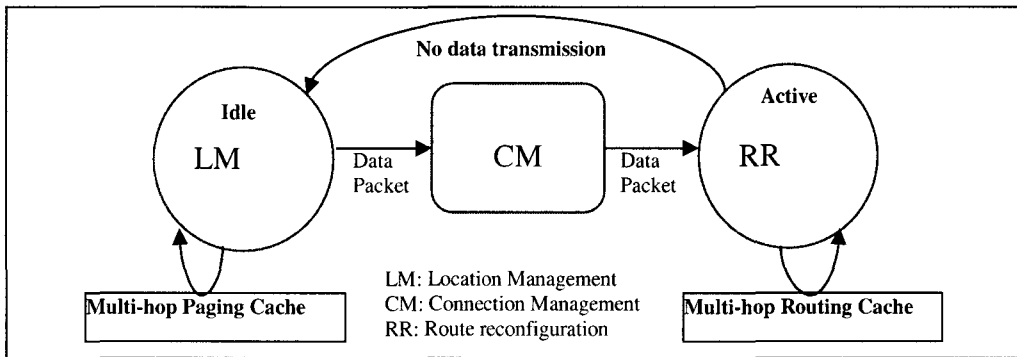 No data transmission
Idle
Active
LM
CM
RR
Data
Packet
Data
Packet
LM: Location Management
CM: Connection Management
RR: Route reconfiguration
Multi-hop Paging Cache
Multi-hop Routing Cache